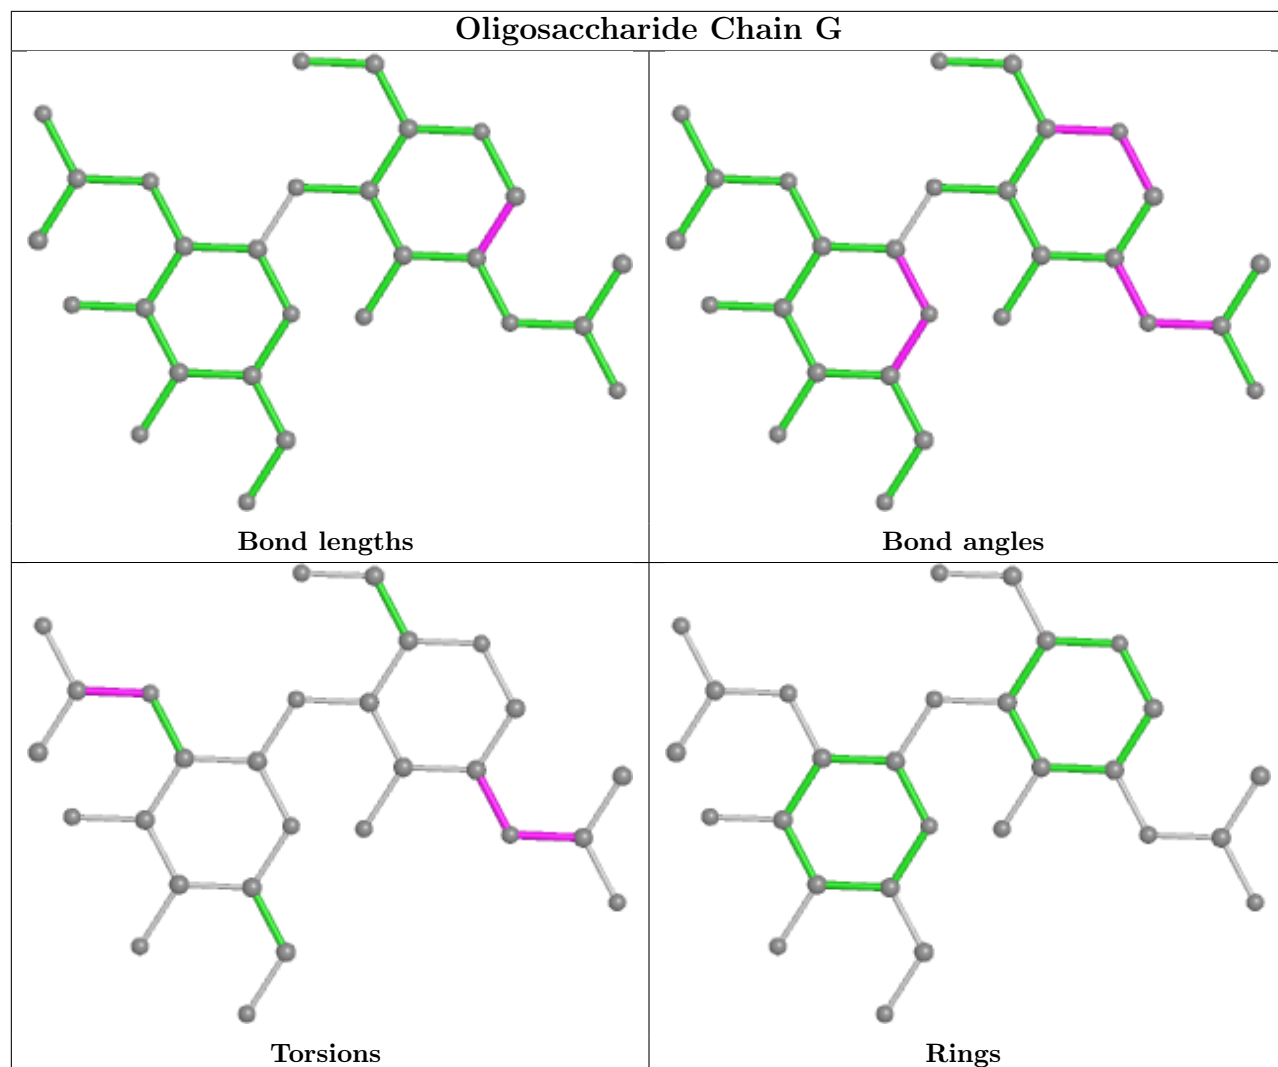 Oligosaccharide Chain G
Bond lengths
Bond angles
Torsions
Rings